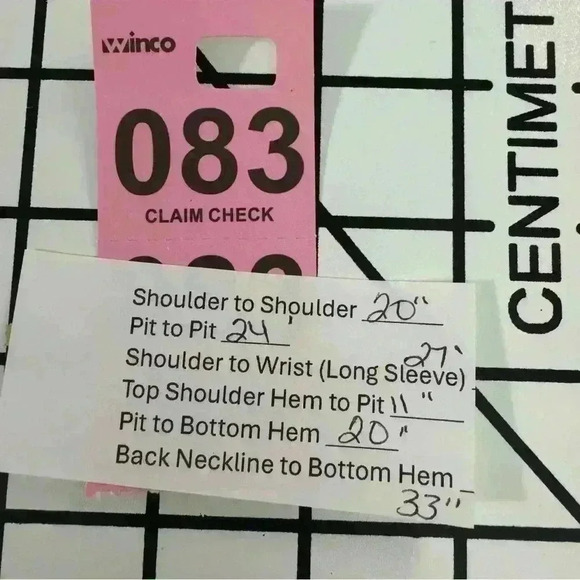 Winco
083
CLAIM CHECK
CENTIMET
Shoulder to Shoulder 20"
Pit to Pit 24'
Shoulder to Wrist (Long Sleeve) 27'
Top Shoulder Hem to Pit 11"
Pit to Bottom Hem 20"
Back Neckline to Bottom Hem
33"